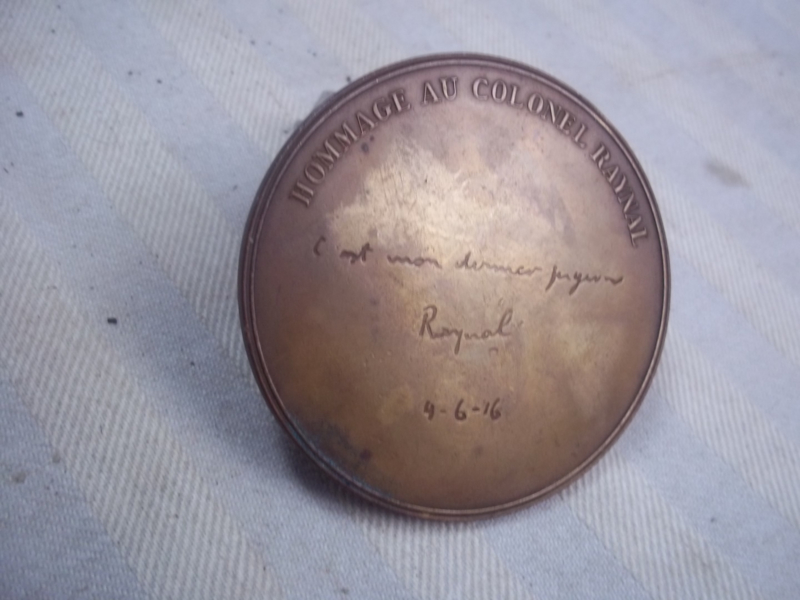 HOMMAGE AU COLONEL RAYNAL
C'est mon dernier pigeon
Raynal
4-6-16